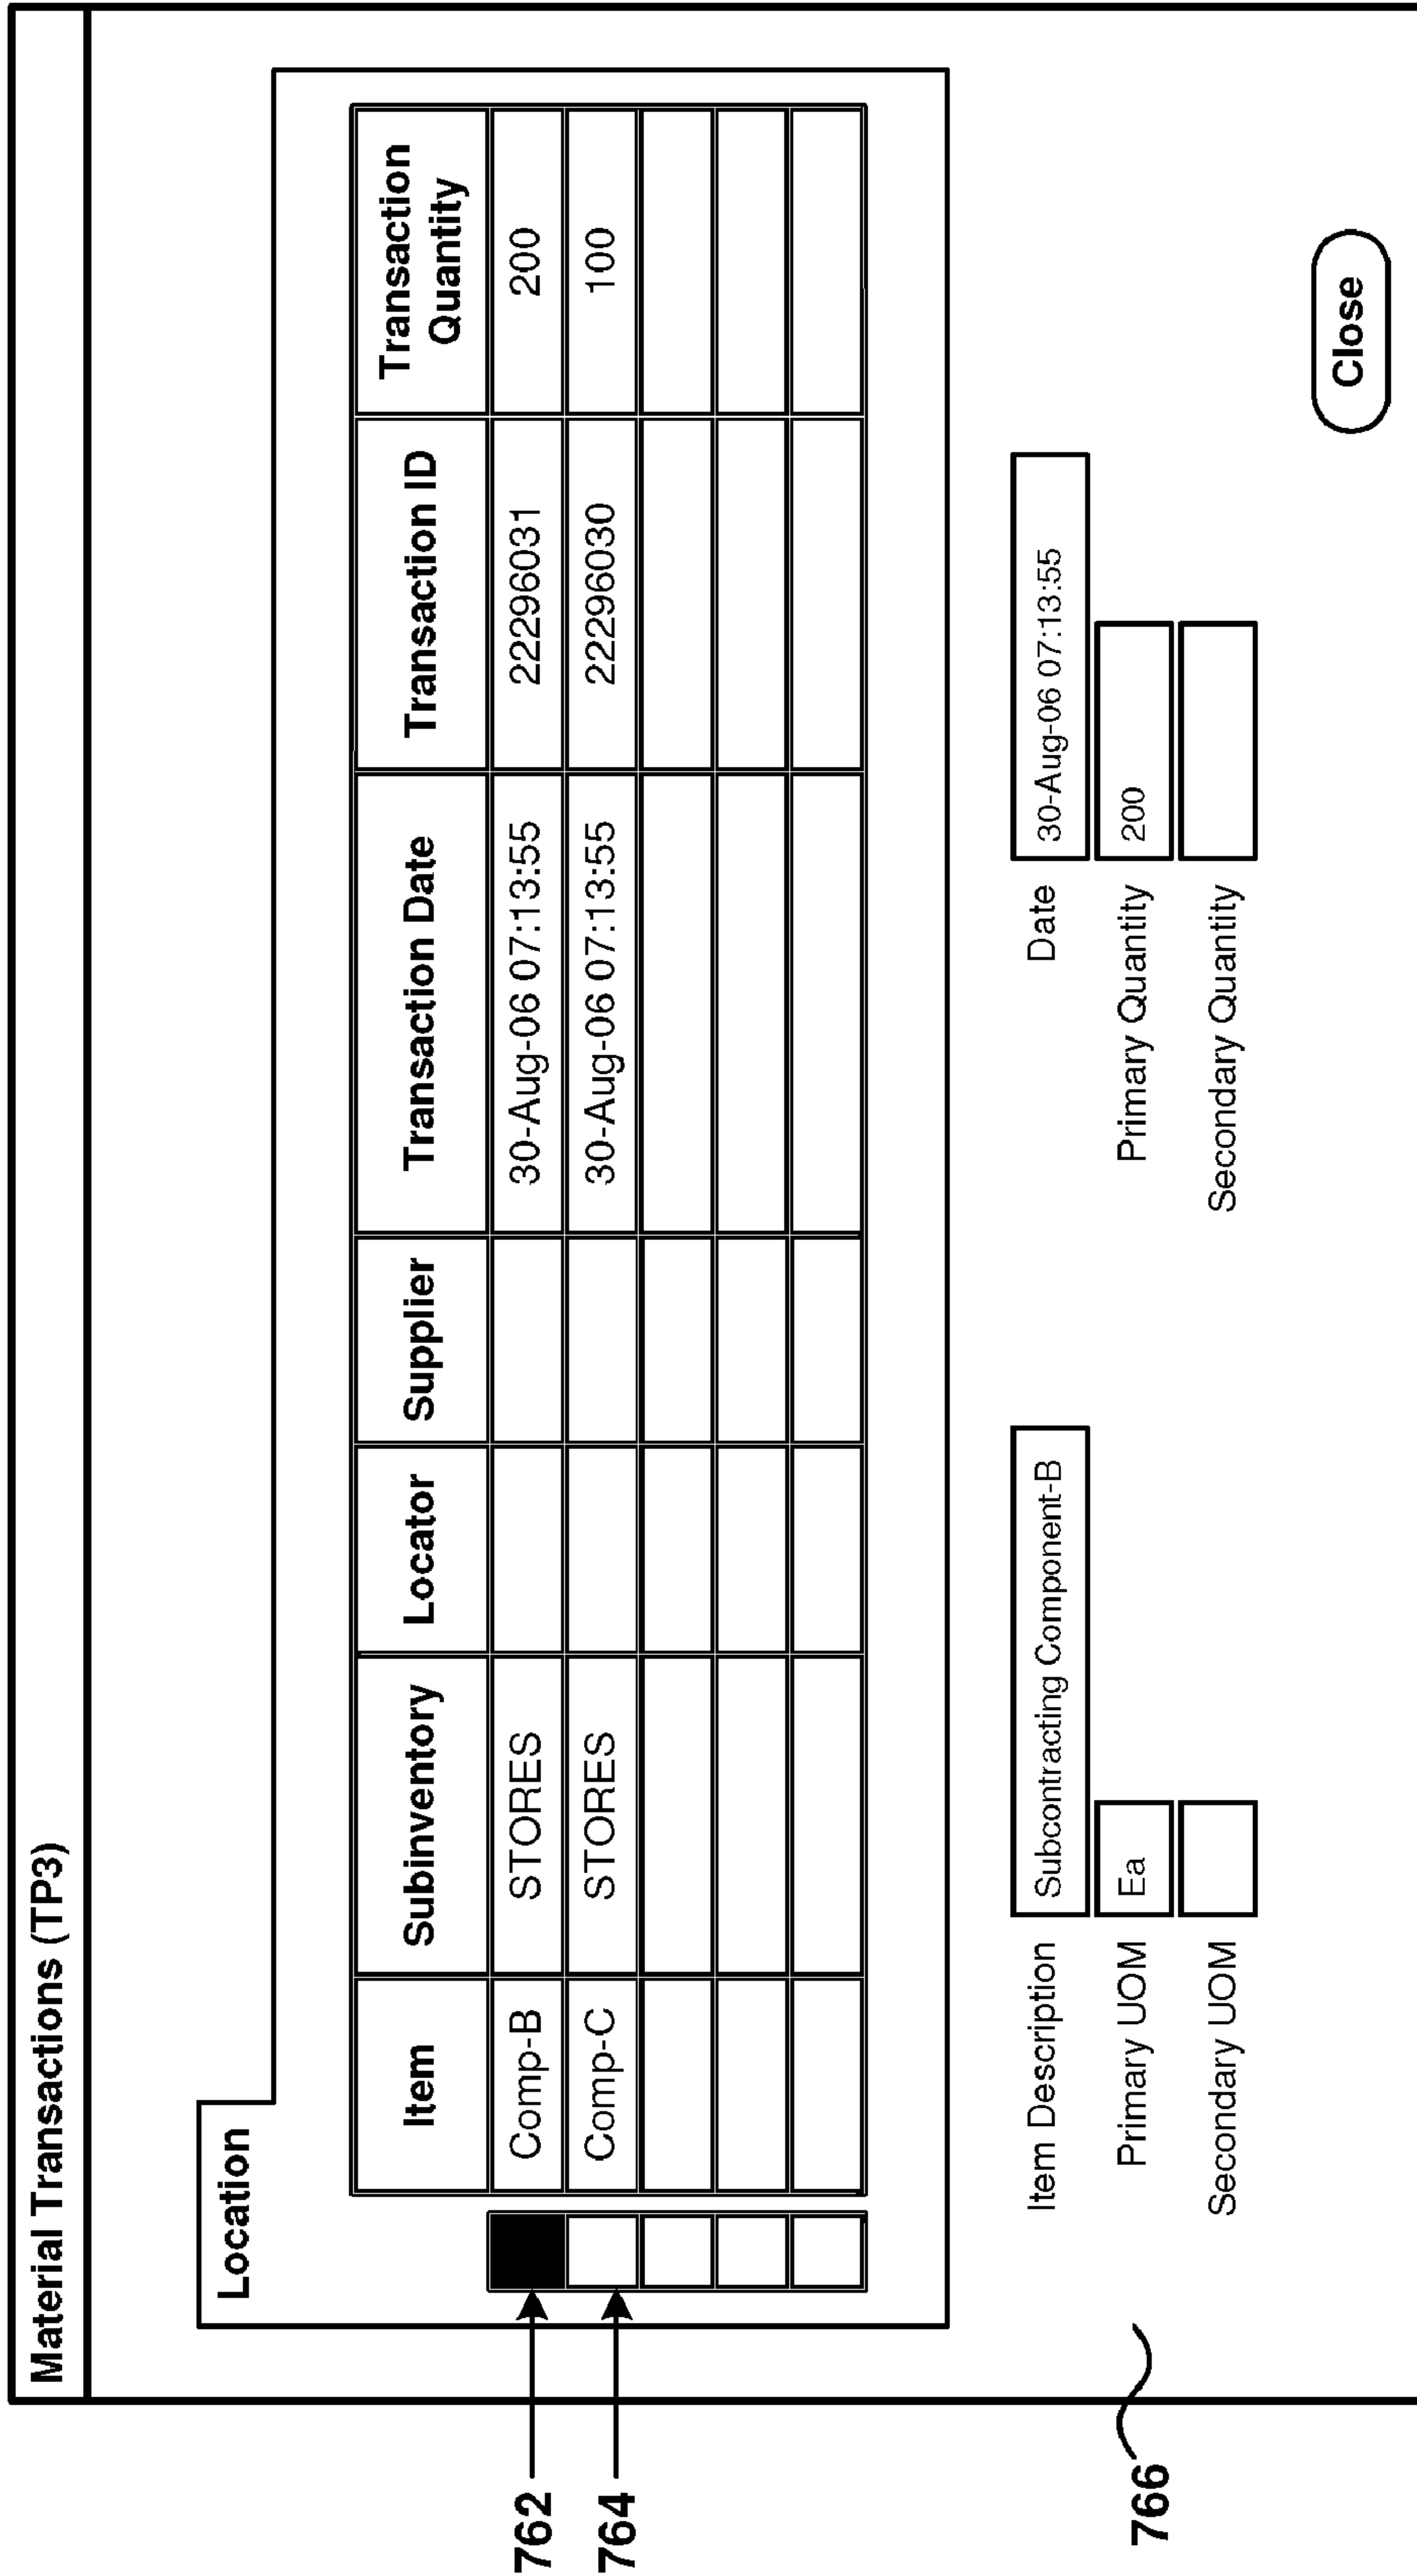 Material Transactions (TP3)
Location
Item Subinventory Locator Supplier Transaction Date Transaction ID Transaction Quantity
762 Comp-B STORES 30-Aug-06 07:13:55 22296031 200
764 Comp-C STORES 30-Aug-06 07:13:55 22296030 100
Item Description Subcontracting Component-B Date 30-Aug-06 07:13:55
766 Primary UOM Ea Primary Quantity 200
Secondary UOM Secondary Quantity
Close